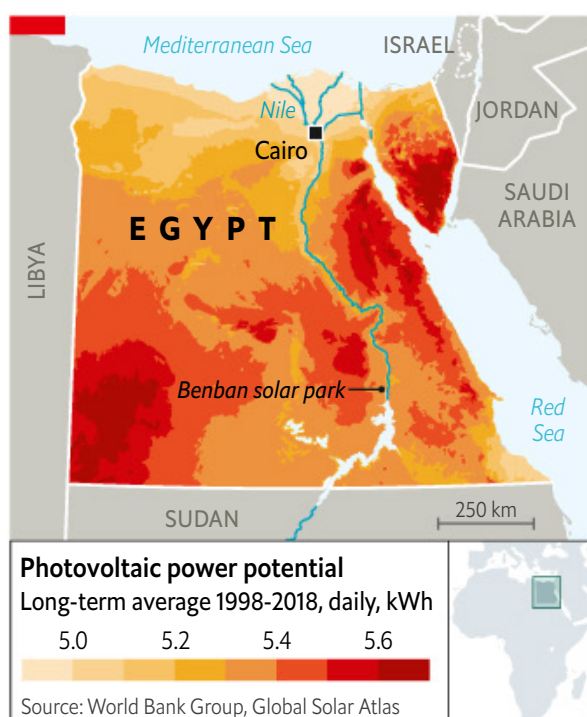 Mediterranean Sea
ISRAEL
Nile
JORDAN
Cairo
SAUDI
ARABIA
EGYPT
LIBYA
Benban solar park
Red
Sea
250 km
SUDAN
Photovoltaic power potential
Long-term average 1998-2018, daily, kWh
5.0 5.2 5.4 5.6
Source: World Bank Group, Global Solar Atlas